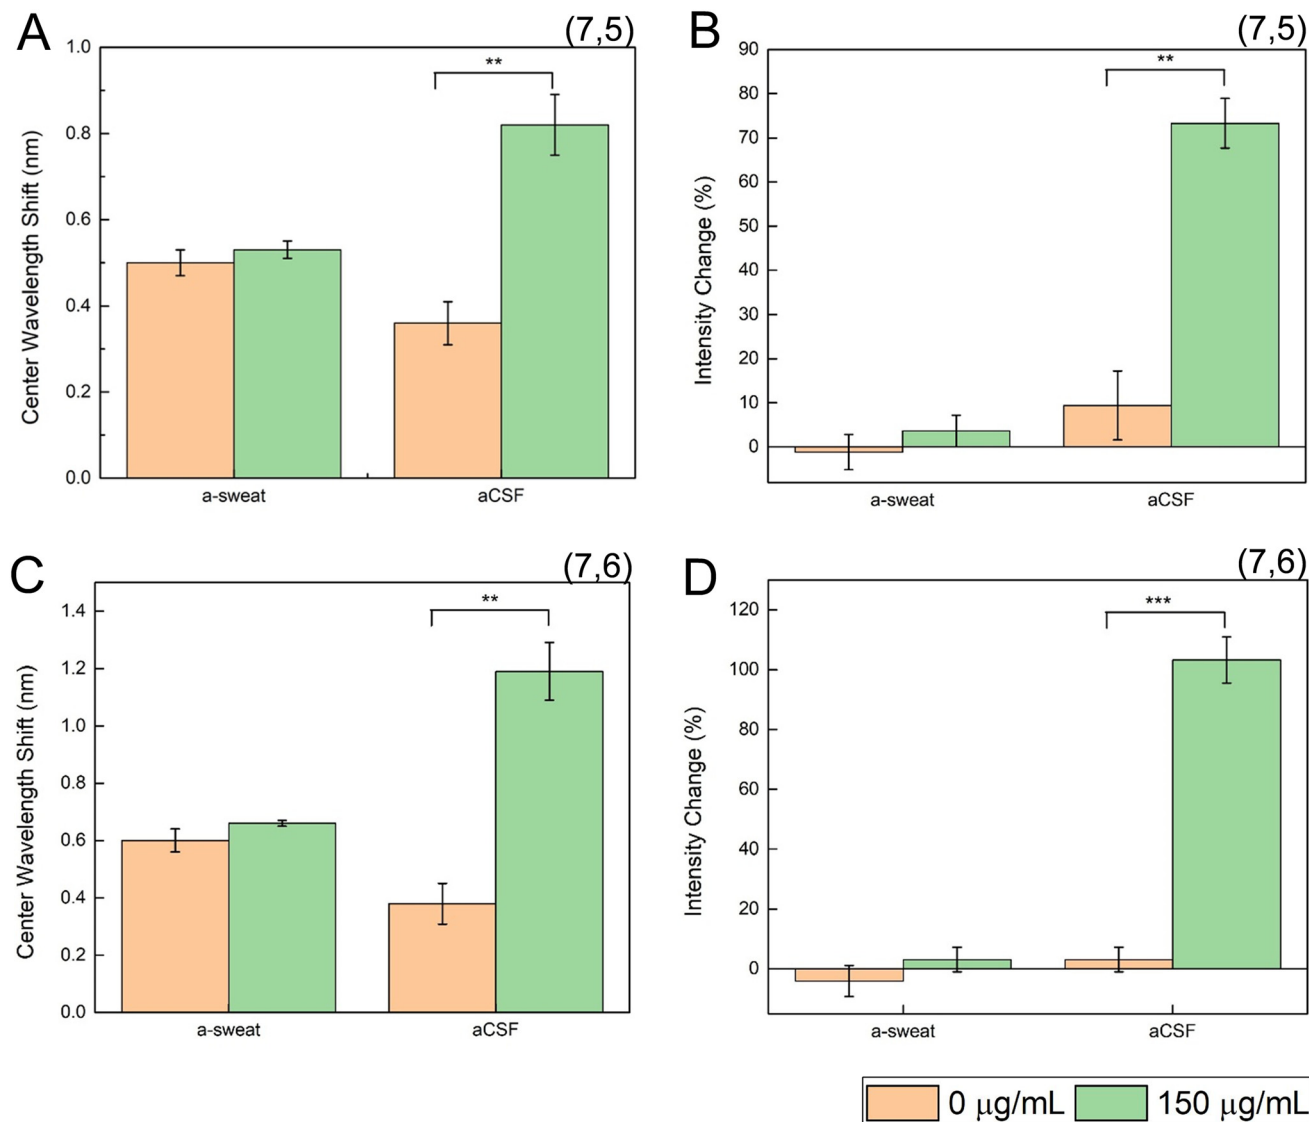 A
(7,5)
Center Wavelength Shift (nm)
1.0
0.8
0.6
0.4
0.2
0.0
**
a-sweat
aCSF
B
(7,5)
Intensity Change (%)
90
80
70
60
50
40
30
20
10
0
**
a-sweat
aCSF
C
(7,6)
Center Wavelength Shift (nm)
1.4
1.2
1.0
0.8
0.6
0.4
0.2
0.0
**
a-sweat
aCSF
D
(7,6)
Intensity Change (%)
120
100
80
60
40
20
0
***
a-sweat
aCSF
0 μg/mL 150 μg/mL